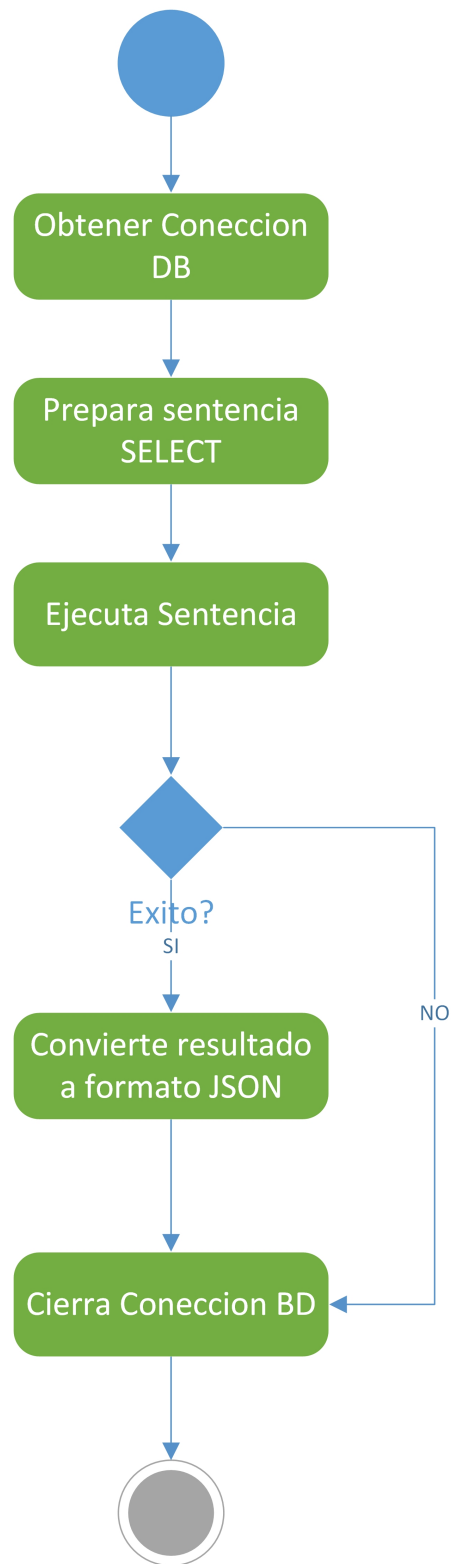 Obtener Coneccion
DB
Prepara sentencia
SELECT
Ejecuta Sentencia
Exito?
SI
NO
Convierte resultado
a formato JSON
Cierra Coneccion BD